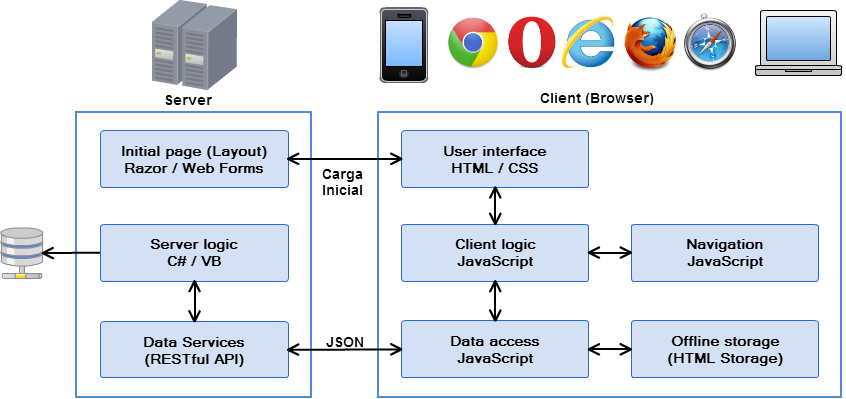 Server
Client (Browser)
Initial page (Layout)
Razor / Web Forms
Carga
Inicial
User interface
HTML / CSS
Server logic
C# / VB
Client logic
JavaScript
Navigation
JavaScript
Data Services
(RESTful API)
JSON
Data access
JavaScript
Offline storage
(HTML Storage)